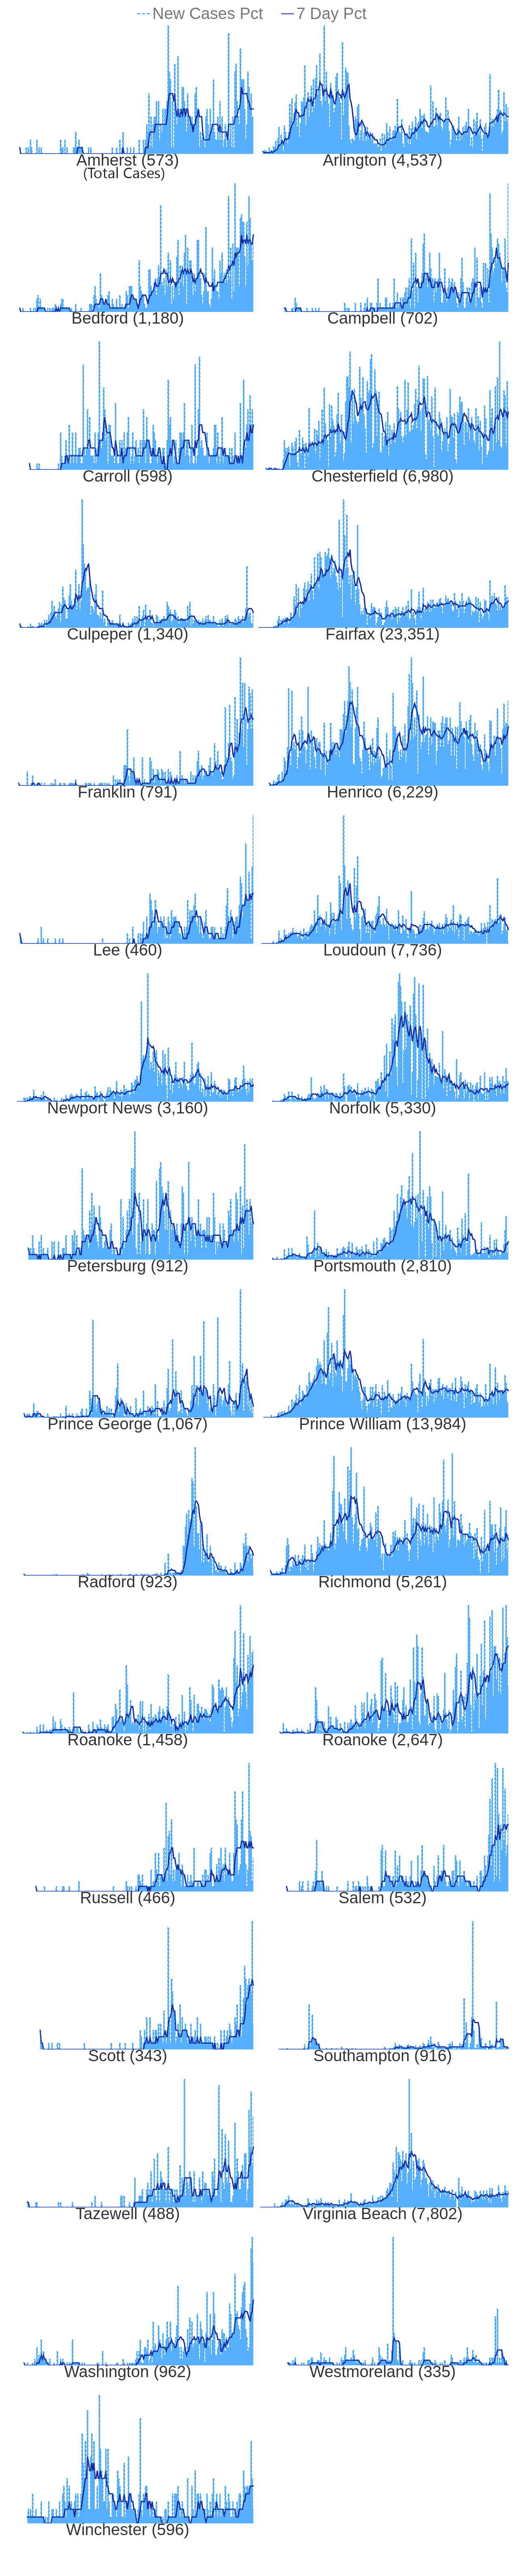 New Cases Pct 7 Day Pct
Amherst (573) Arlington (4,537)
(Total Cases)
Bedford (1,180) Campbell (702)
Carroll (598) Chesterfield (6,980)
Culpeper (1,340) Fairfax (23,351)
Franklin (791) Henrico (6,229)
Lee (460) Loudoun (7,736)
Newport News (3,160) Norfolk (5,330)
Petersburg (912) Portsmouth (2,810)
Prince George (1,067) Prince William (13,984)
Radford (923) Richmond (5,261)
Roanoke (1,458) Roanoke (2,647)
Russell (466) Salem (532)
Scott (343) Southampton (916)
Tazewell (488) Virginia Beach (7,802)
Washington (962) Westmoreland (335)
Winchester (596)